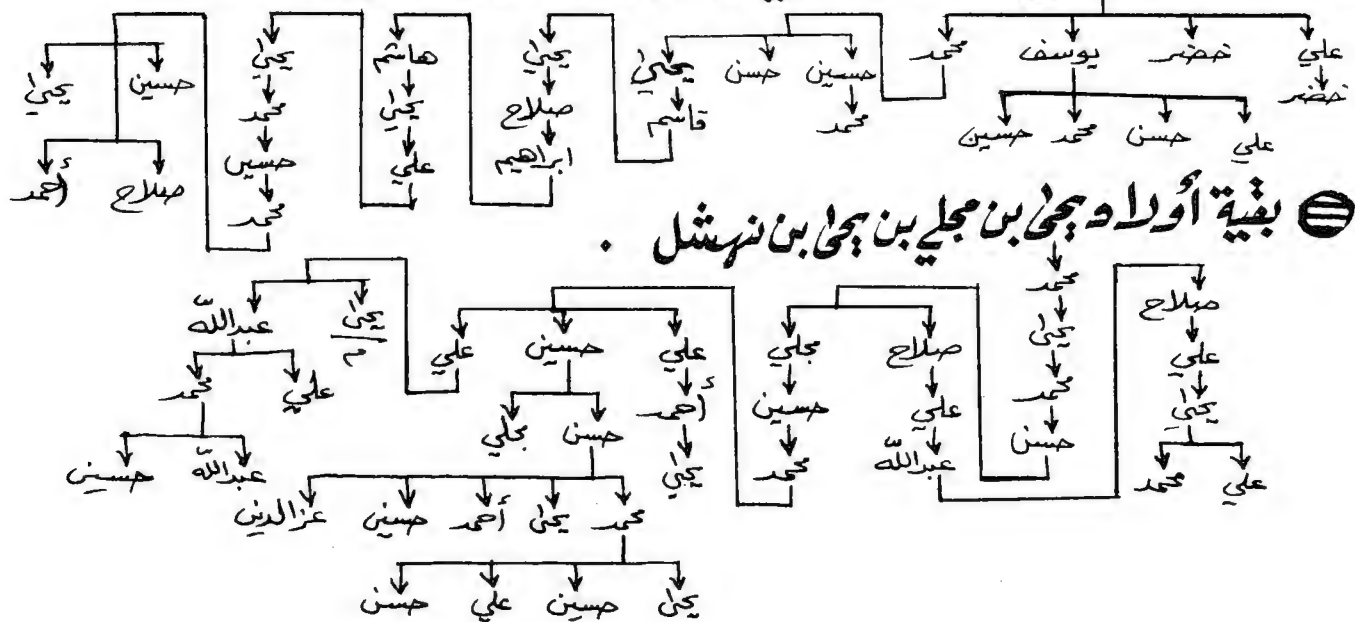 علي خضر يوسف محمد
حسين حسن يحيى
يحيى هاشم يحيى
حسين يحيى
خضر
علي حسن محمد حسين
محمد قاسم
صلاح يحيى محمد
ابراهيم علي حسين
صلاح أحمد
محمد
بقية أولاد يحيى بن مجلي بن يحيى بن نهشل .
محمد
صلاح
يحيى عبدالله
علي يحيى صلاح مجلي علي حسين علي
يحيى محمد علي حسين أحمد
علي محمد
حسن عبدالله محمد يحيى حسن مجلي
علي محمد
عبدالله حسين
محمد يحيى أحمد حسين عزالدين
يحيى حسين علي حسن